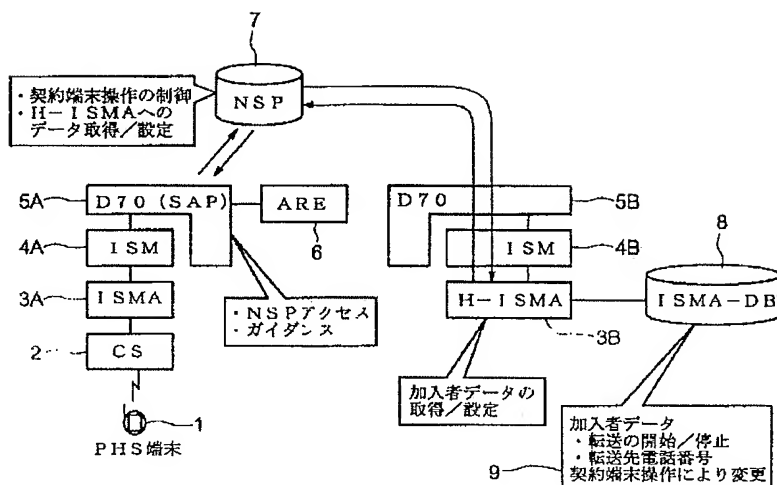 7
NSP
・契約端末操作の制御
・H-ISMAへの
データ取得/設定
5A
D70(SAP)
ARE
6
D70
5B
4A
ISM
ISM
4B
8
3A
ISMA
H-ISMA
3B
ISMA-DB
・NSPアクセス
・ガイダンス
2
CS
1
PHS端末
加入者データの
取得/設定
加入者データ
・転送の開始/停止
・転送先電話番号
契約端末操作により変更
9